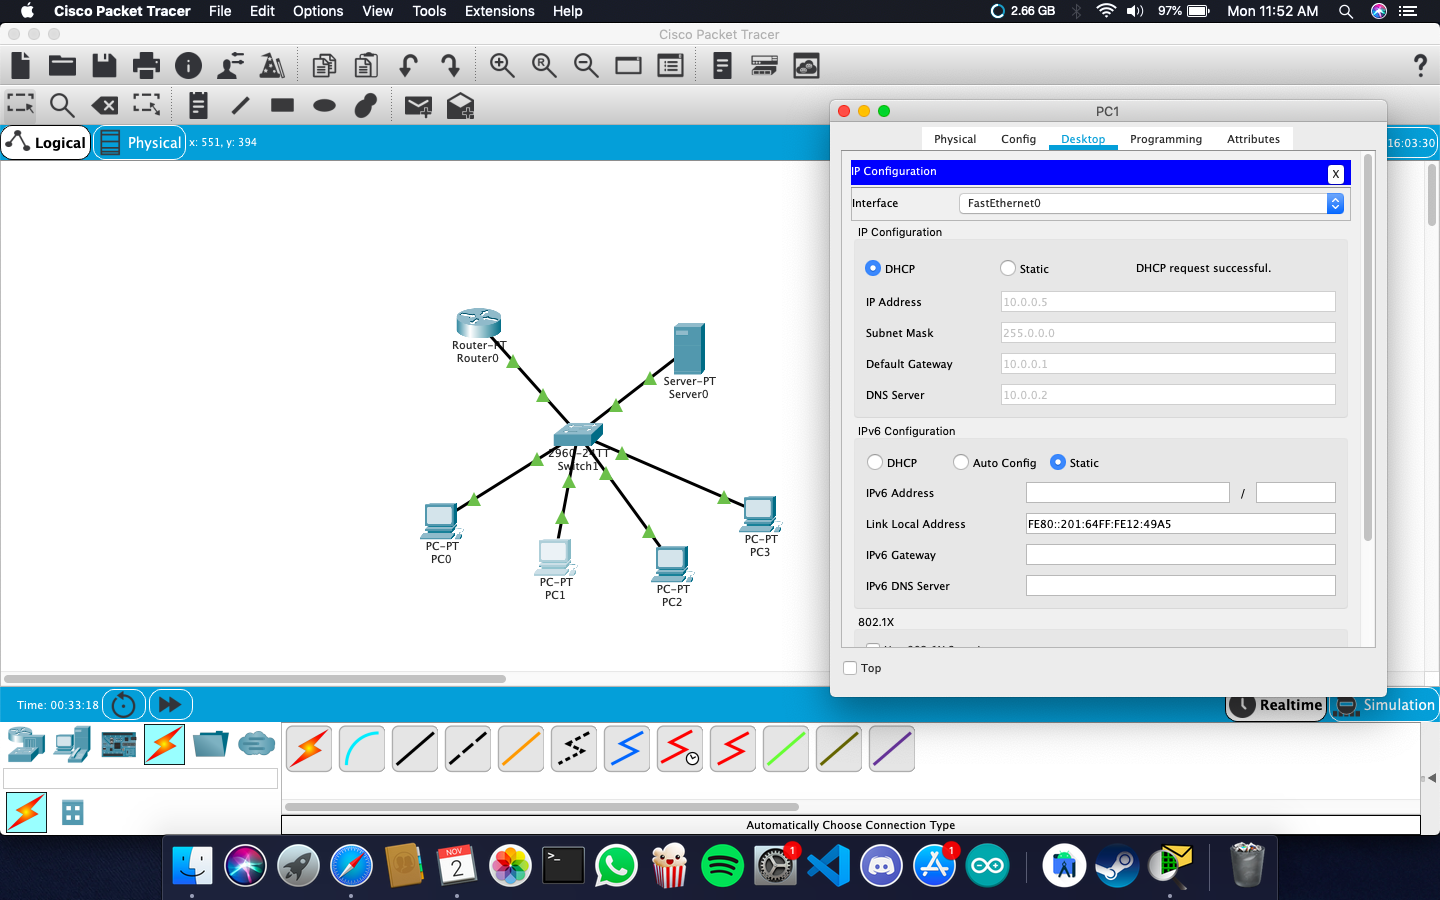 Cisco Packet Tracer File Edit Options View Tools Extensions Help 2.66 GB 97% Mon 11:52 AM
Cisco Packet Tracer
R
?
Logical Physical x: 551, y: 394 16:03:30
PC1
Physical Config Desktop Programming Attributes
IP Configuration X
Interface FastEthernet0
IP Configuration
DHCP Static DHCP request successful.
IP Address 10.0.0.5
Subnet Mask 255.0.0.0
Default Gateway 10.0.0.1
DNS Server 10.0.0.2
IPv6 Configuration
DHCP Auto Config Static
IPv6 Address /
Link Local Address FE80::201:64FF:FE12:49A5
IPv6 Gateway
IPv6 DNS Server
802.1X
Top
Router-PT
Router0
Server-PT
Server0
2960-24TT
Switch1
PC-PT
PC0
PC-PT
PC1
PC-PT
PC2
PC-PT
PC3
Time: 00:33:18 Realtime Simulation
Automatically Choose Connection Type
NOV
2
>_
1
1